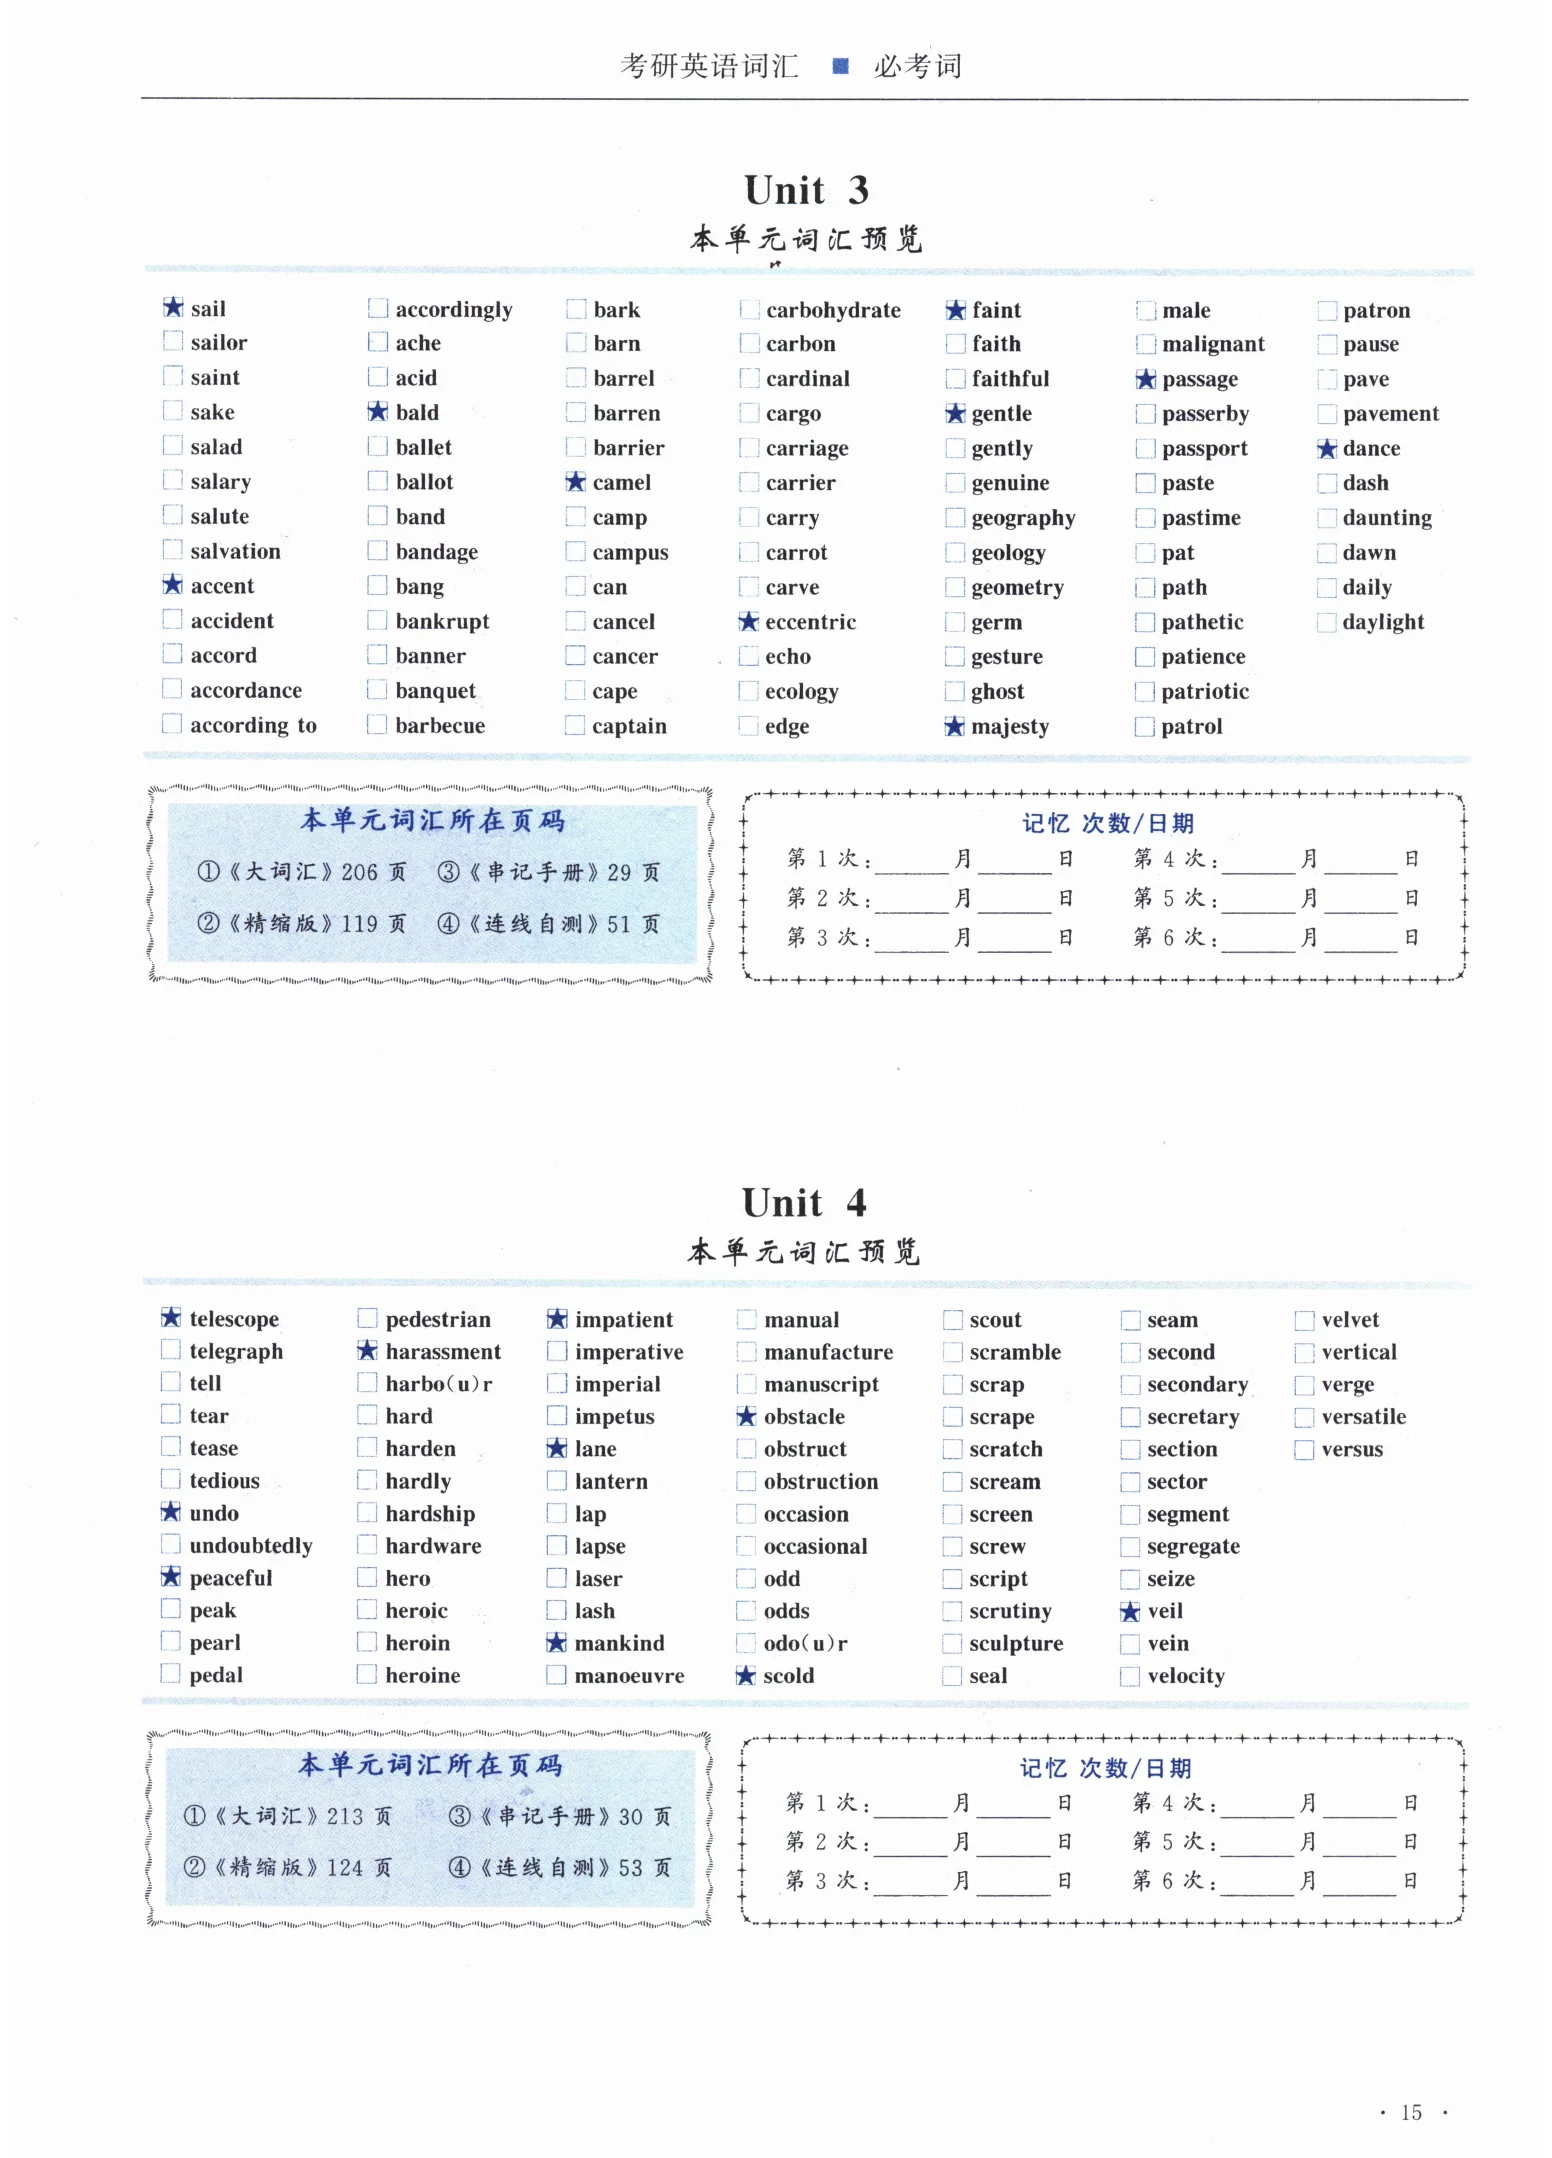 考研英语词汇 ■ 必考词
Unit 3
本单元词汇预览
★ sail □ accordingly □ bark □ carbohydrate ★ faint □ male □ patron
□ sailor □ ache □ barn □ carbon □ faith □ malignant □ pause
□ saint □ acid □ barrel □ cardinal □ faithful ★ passage □ pave
□ sake ★ bald □ barren □ cargo ★ gentle □ passerby □ pavement
□ salad □ ballet □ barrier □ carriage □ gently □ passport ★ dance
□ salary □ ballot ★ camel □ carrier □ genuine □ paste □ dash
□ salute □ band □ camp □ carry □ geography □ pastime □ daunting
□ salvation □ bandage □ campus □ carrot □ geology □ pat □ dawn
★ accent □ bang □ can □ carve □ geometry □ path □ daily
□ accident □ bankrupt □ cancel ★ eccentric □ germ □ pathetic □ daylight
□ accord □ banner □ cancer □ echo □ gesture □ patience
□ accordance □ banquet □ cape □ ecology □ ghost □ patriotic
□ according to □ barbecue □ captain □ edge ★ majesty □ patrol
本单元词汇所在页码
①《大词汇》206 页 ③《串记手册》29 页
②《精缩版》119 页 ④《连线自测》51 页
记忆 次数/日期
第 1 次:______月______日 第 4 次:______月______日
第 2 次:______月______日 第 5 次:______月______日
第 3 次:______月______日 第 6 次:______月______日
Unit 4
本单元词汇预览
★ telescope □ pedestrian ★ impatient □ manual □ scout □ seam □ velvet
□ telegraph ★ harassment □ imperative □ manufacture □ scramble □ second □ vertical
□ tell □ harbo(u)r □ imperial □ manuscript □ scrap □ secondary □ verge
□ tear □ hard □ impetus ★ obstacle □ scrape □ secretary □ versatile
□ tease □ harden ★ lane □ obstruct □ scratch □ section □ versus
□ tedious □ hardly □ lantern □ obstruction □ scream □ sector
★ undo □ hardship □ lap □ occasion □ screen □ segment
□ undoubtedly □ hardware □ lapse □ occasional □ screw □ segregate
★ peaceful □ hero □ laser □ odd □ script □ seize
□ peak □ heroic □ lash □ odds □ scrutiny ★ veil
□ pearl □ heroin ★ mankind □ odo(u)r □ sculpture □ vein
□ pedal □ heroine □ manoeuvre ★ scold □ seal □ velocity
本单元词汇所在页码
①《大词汇》213 页 ③《串记手册》30 页
②《精缩版》124 页 ④《连线自测》53 页
记忆 次数/日期
第 1 次:______月______日 第 4 次:______月______日
第 2 次:______月______日 第 5 次:______月______日
第 3 次:______月______日 第 6 次:______月______日
· 15 ·